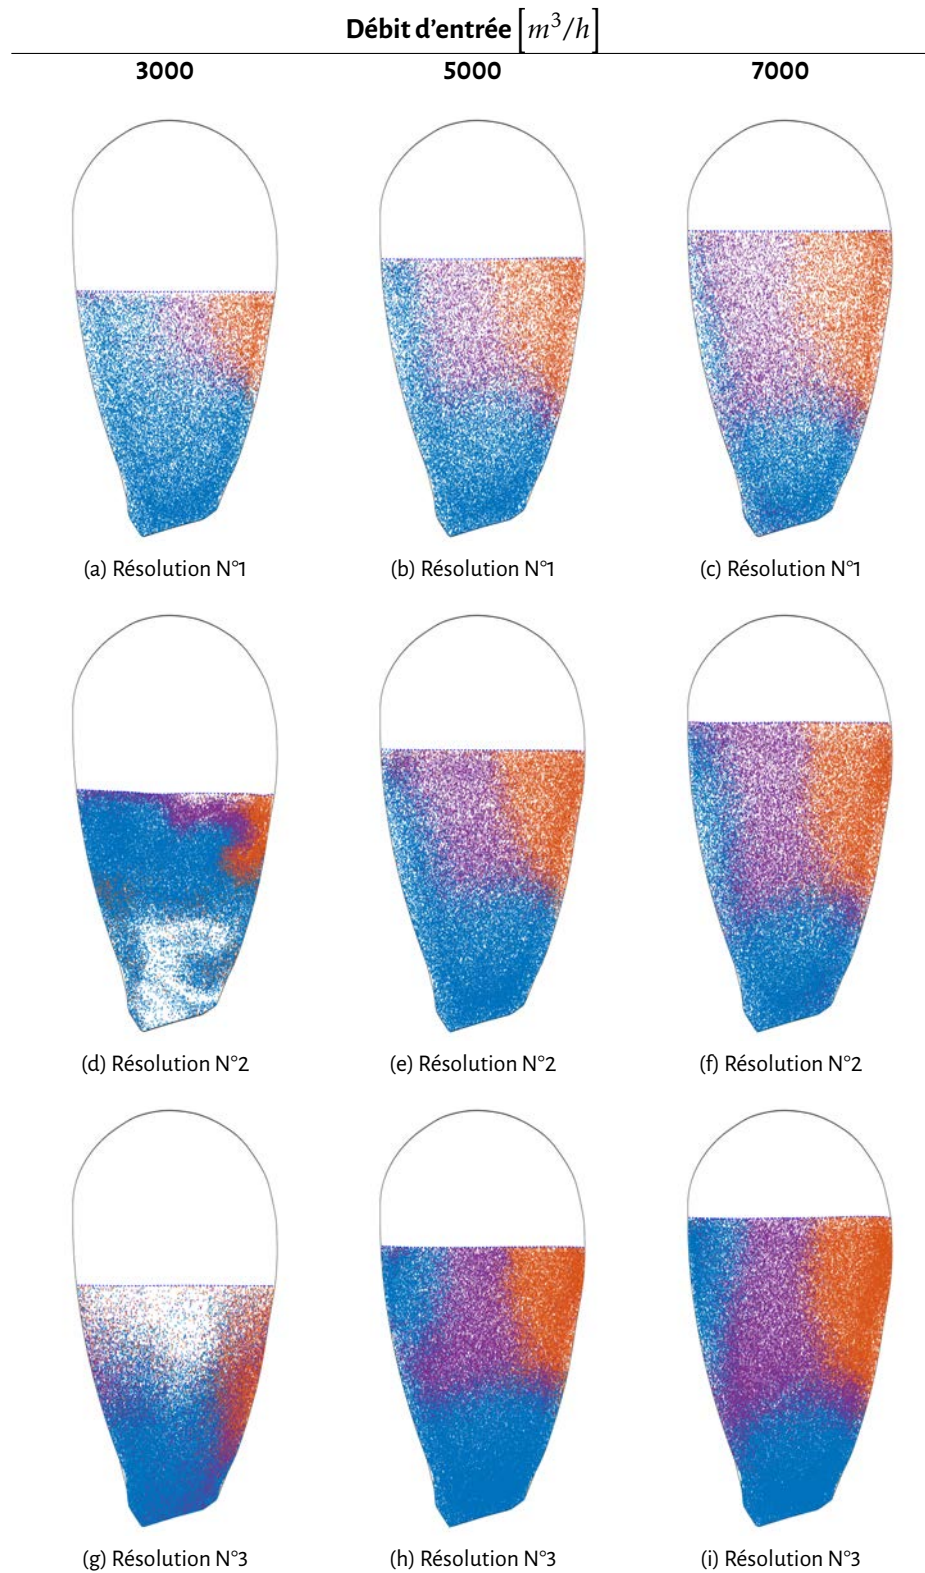 Débit d'entrée [m³/h]
3000 5000 7000
(a) Résolution N°1 (b) Résolution N°1 (c) Résolution N°1
(d) Résolution N°2 (e) Résolution N°2 (f) Résolution N°2
(g) Résolution N°3 (h) Résolution N°3 (i) Résolution N°3